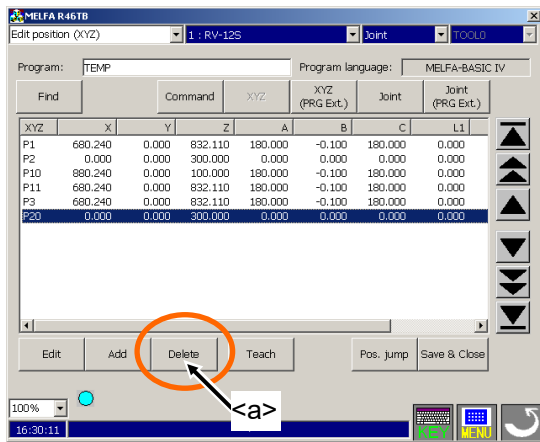 MELFA R46TB
Edit position (XYZ) 1 : RV-12S Joint TOOL0
Program: TEMP Program language: MELFA-BASIC IV
Find Command XYZ XYZ (PRG Ext.) Joint Joint (PRG Ext.)
XYZ X Y Z A B C L1
P1 680.240 0.000 832.110 180.000 -0.100 180.000 0.000
P2 0.000 0.000 300.000 0.000 0.000 0.000 0.000
P10 880.240 0.000 100.000 180.000 -0.100 180.000 0.000
P11 680.240 0.000 832.110 180.000 -0.100 180.000 0.000
P3 680.240 0.000 832.110 180.000 -0.100 180.000 0.000
P20 0.000 0.000 300.000 0.000 0.000 0.000 0.000
Edit Add Delete Teach Pos. jump Save & Close
<a>
100%
16:30:11 KEY MENU